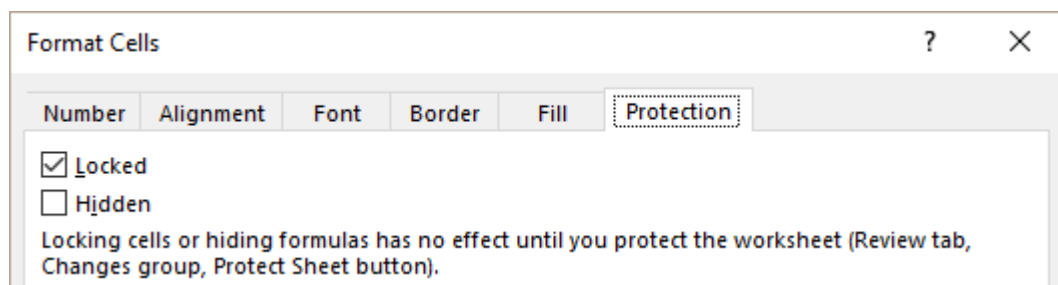 Format Cells ?
Number Alignment Font Border Fill Protection
Locked
Hidden
Locking cells or hiding formulas has no effect until you protect the worksheet (Review tab,
Changes group, Protect Sheet button).